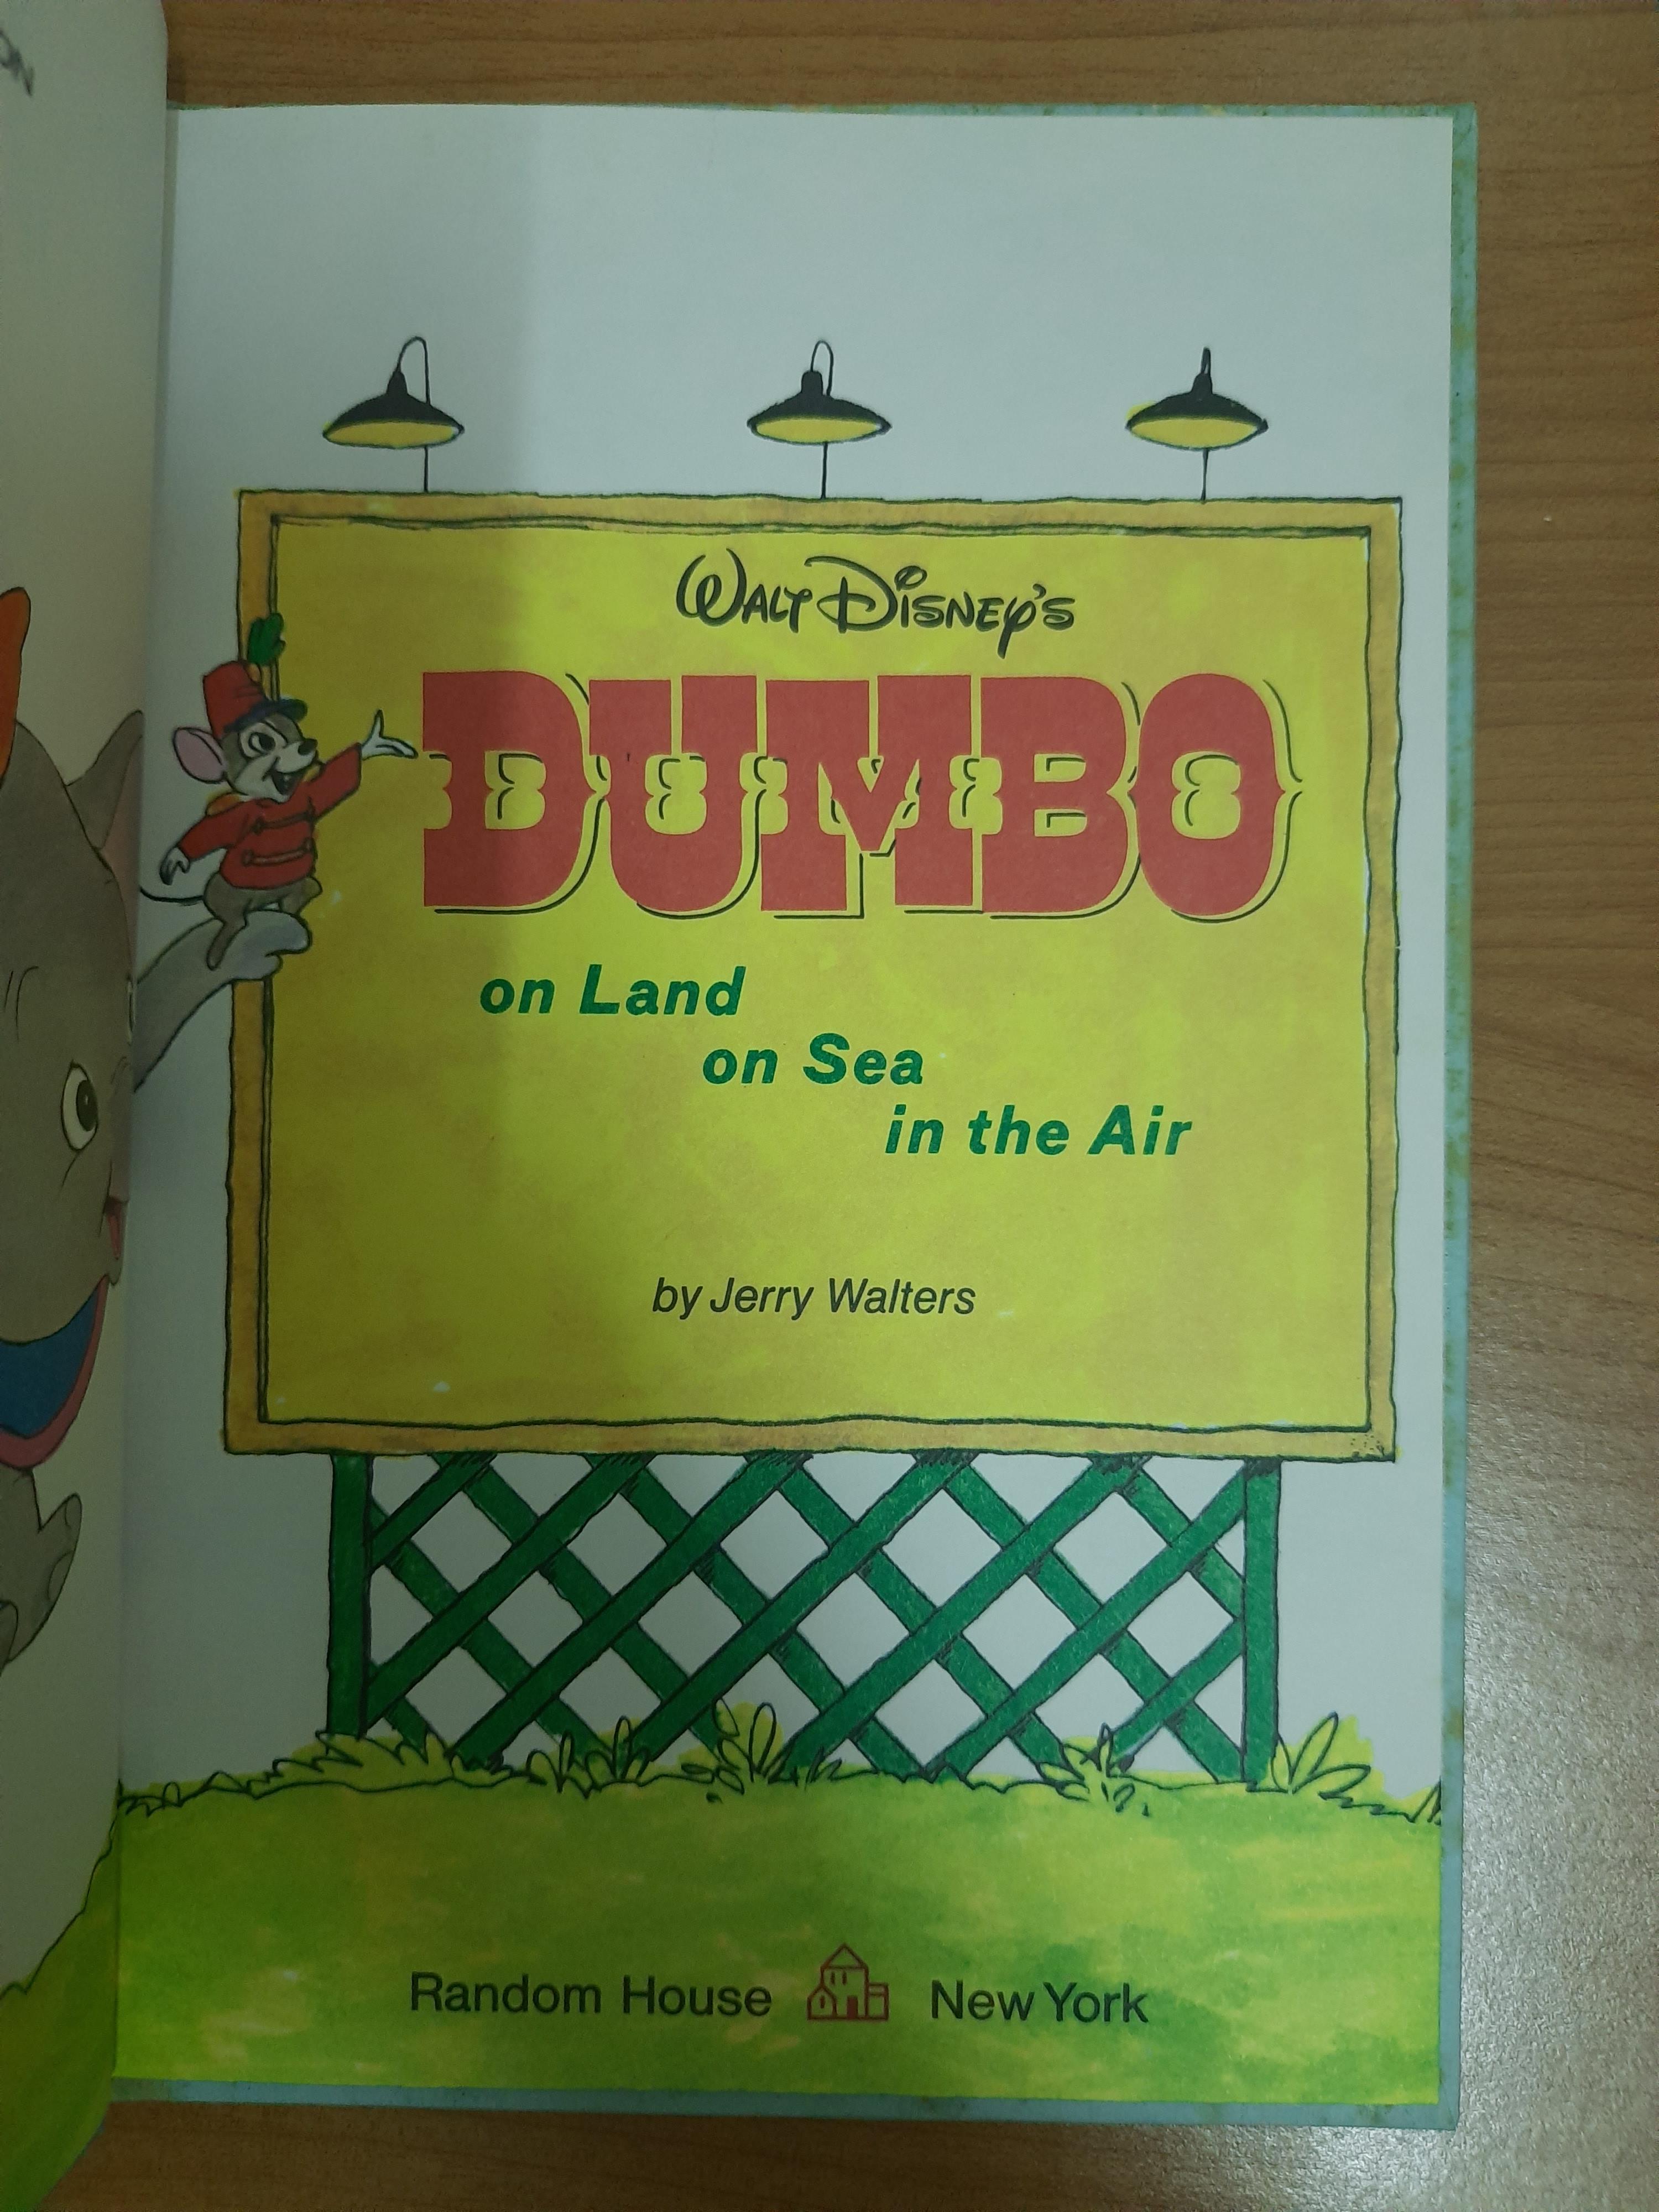 Walt Disney's
DUMBO
on Land
on Sea
in the Air
by Jerry Walters
Random House New York